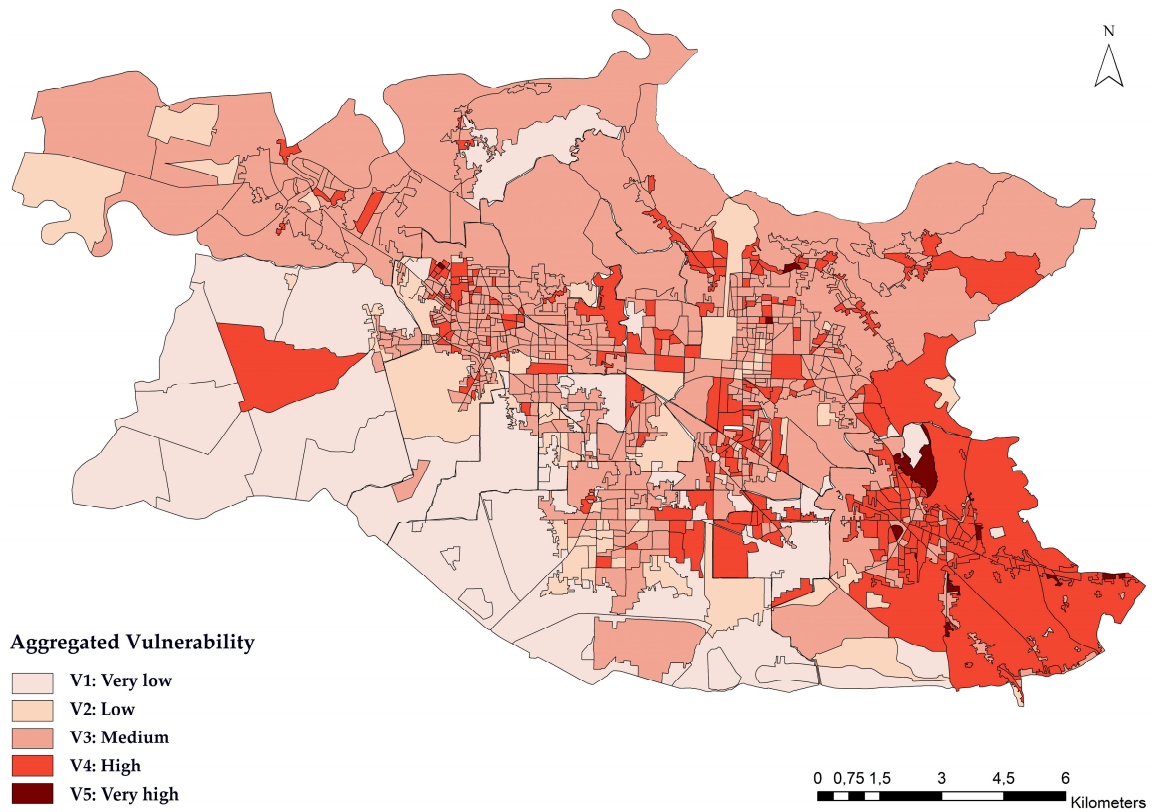 N
Aggregated Vulnerability
V1: Very low
V2: Low
V3: Medium
V4: High
V5: Very high
0 0,75 1,5 3 4,5 6
Kilometers